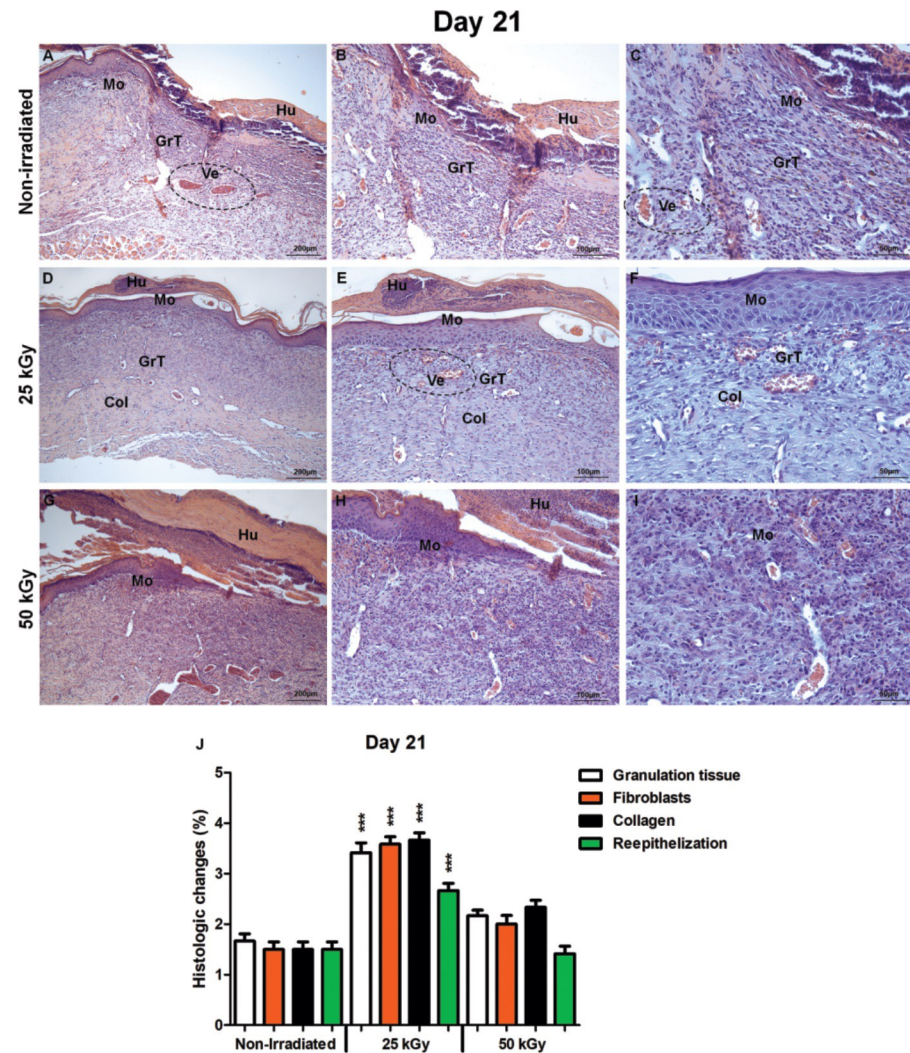 Day 21
Non-irradiated
A
Mo
Hu
GrT
Ve
200µm
B
Mo
Hu
GrT
100µm
C
Mo
GrT
Ve
50µm
25 kGy
D
Hu
Mo
GrT
Col
200µm
E
Hu
Mo
Ve
GrT
Col
100µm
F
Mo
GrT
Col
50µm
50 kGy
G
Hu
Mo
200µm
H
Hu
Mo
100µm
I
Mo
50µm
J
Day 21
Histologic changes (%)
5
4
3
2
1
0
***
***
***
***
Non-Irradiated
25 kGy
50 kGy
Granulation tissue
Fibroblasts
Collagen
Reepithelization